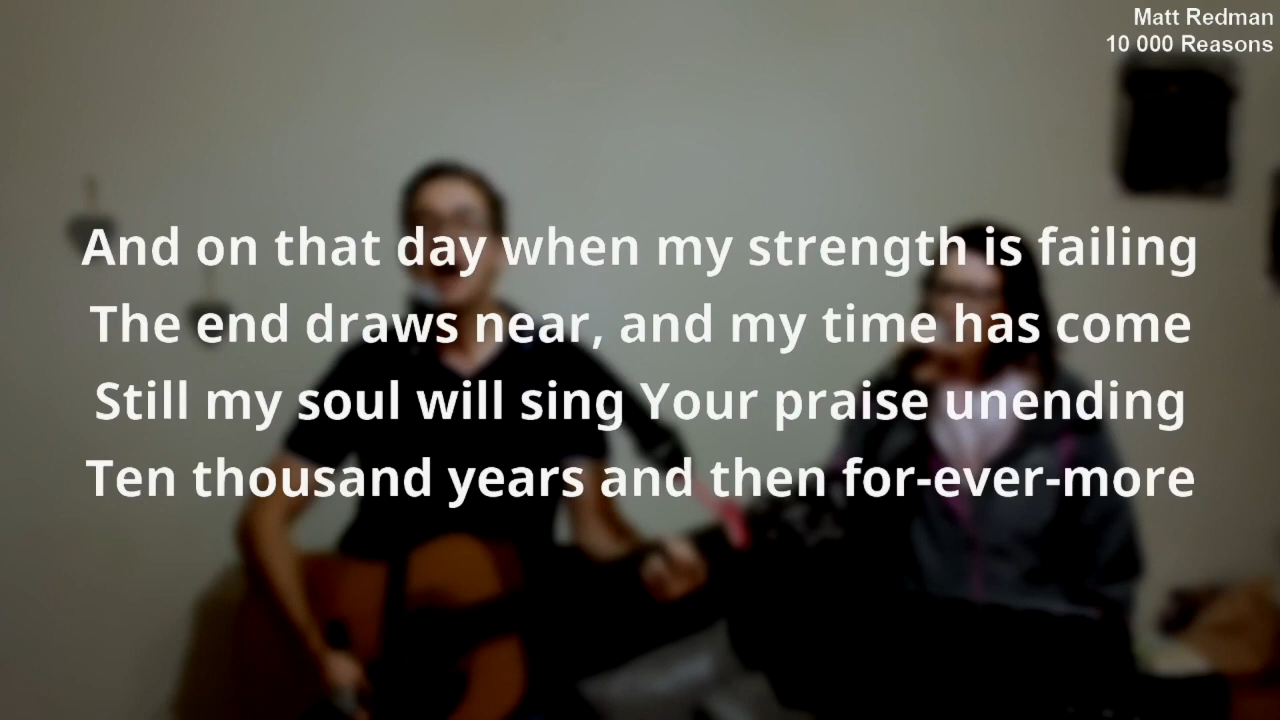 Matt Redman
10 000 Reasons
And on that day when my strength is failing
The end draws near, and my time has come
Still my soul will sing Your praise unending
Ten thousand years and then for-ever-more